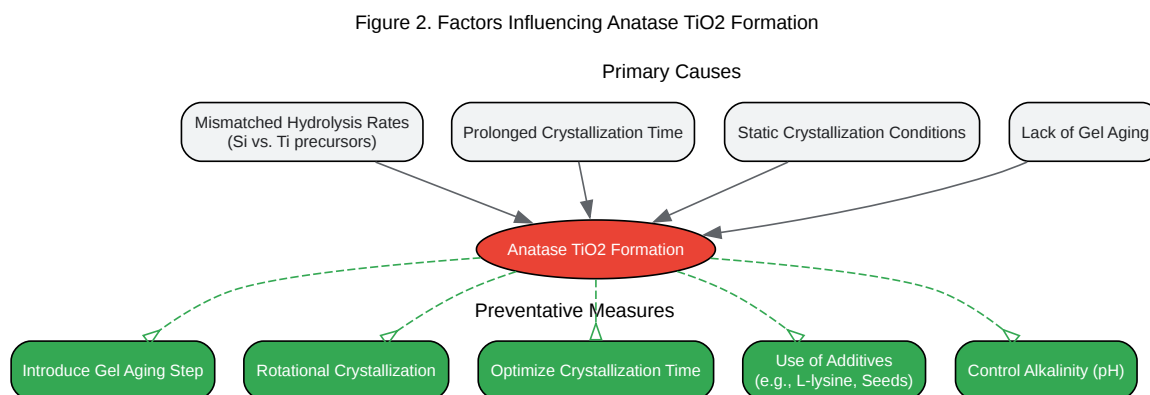 Figure 2. Factors Influencing Anatase TiO2 Formation
Primary Causes
Mismatched Hydrolysis Rates
(Si vs. Ti precursors)
Prolonged Crystallization Time
Static Crystallization Conditions
Lack of Gel Aging
Anatase TiO2 Formation
Preventative Measures
Introduce Gel Aging Step
Rotational Crystallization
Optimize Crystallization Time
Use of Additives
(e.g., L-lysine, Seeds)
Control Alkalinity (pH)